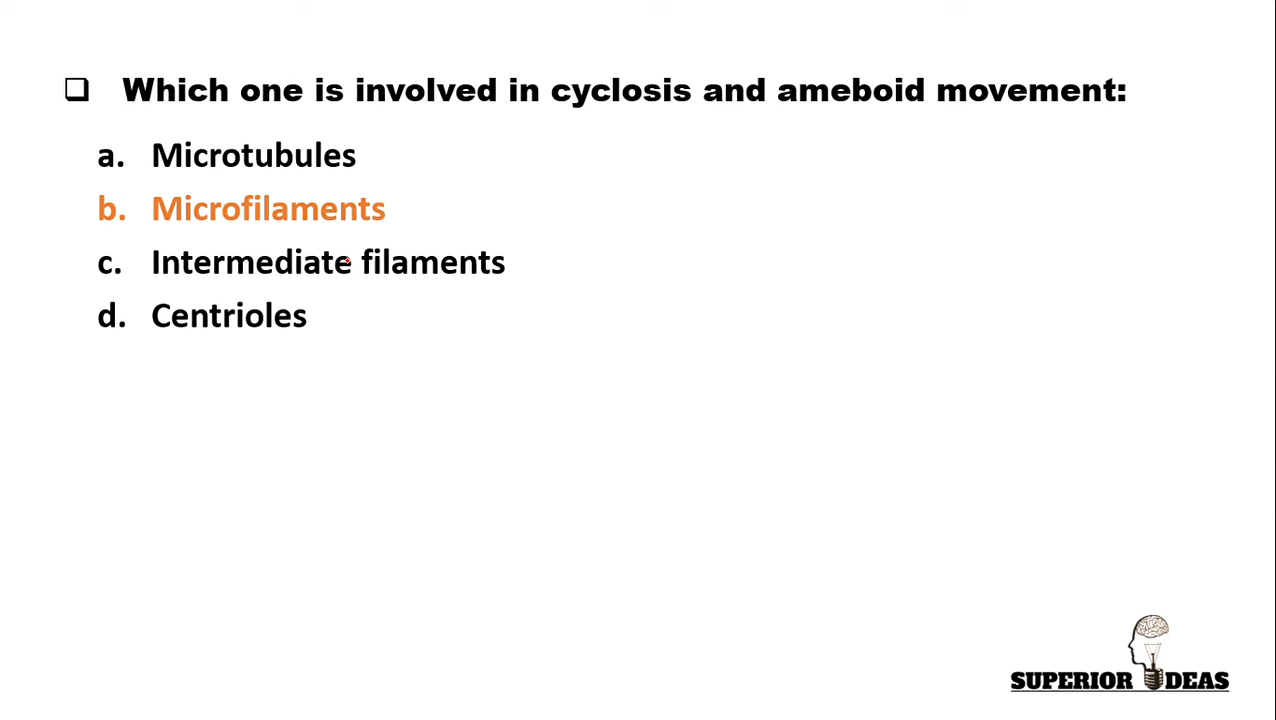 ❑ Which one is involved in cyclosis and ameboid movement:
a. Microtubules
b. Microfilaments
c. Intermediate filaments
d. Centrioles
SUPERIOR IDEAS